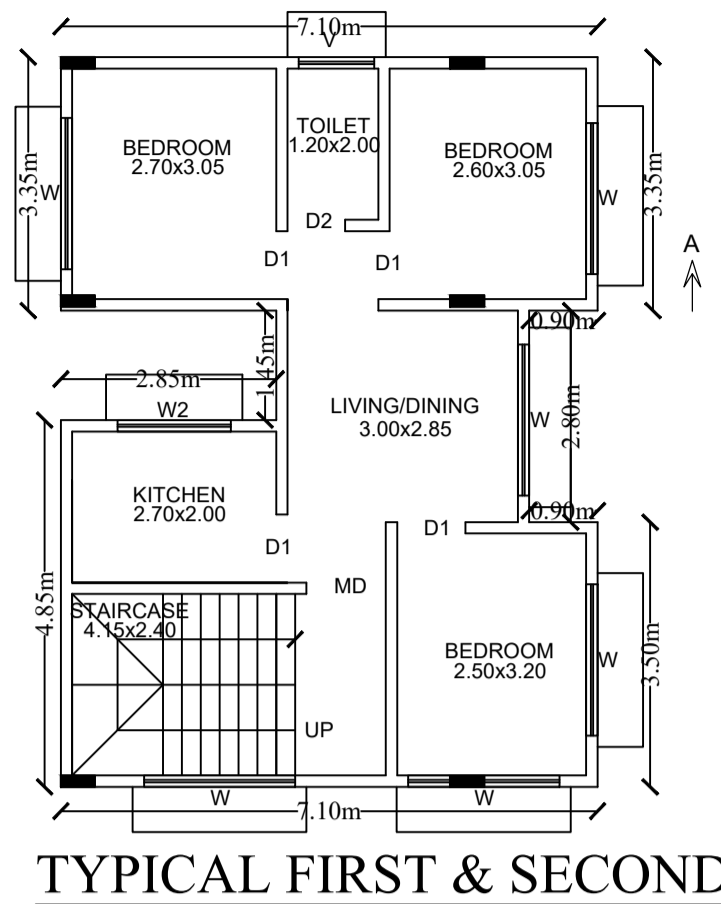 7.10m
V
TOILET
1.20x2.00
BEDROOM
2.70x3.05
BEDROOM
2.60x3.05
3.35m
W
W
3.35m
D2
D1
D1
A
0.90m
1.45m
2.85m
W2
LIVING/DINING
3.00x2.85
W
2.80m
KITCHEN
2.70x2.00
0.90m
D1
D1
MD
4.85m
STAIRCASE
4.15x2.40
BEDROOM
2.50x3.20
W
3.50m
UP
W
W
7.10m
TYPICAL FIRST & SECOND